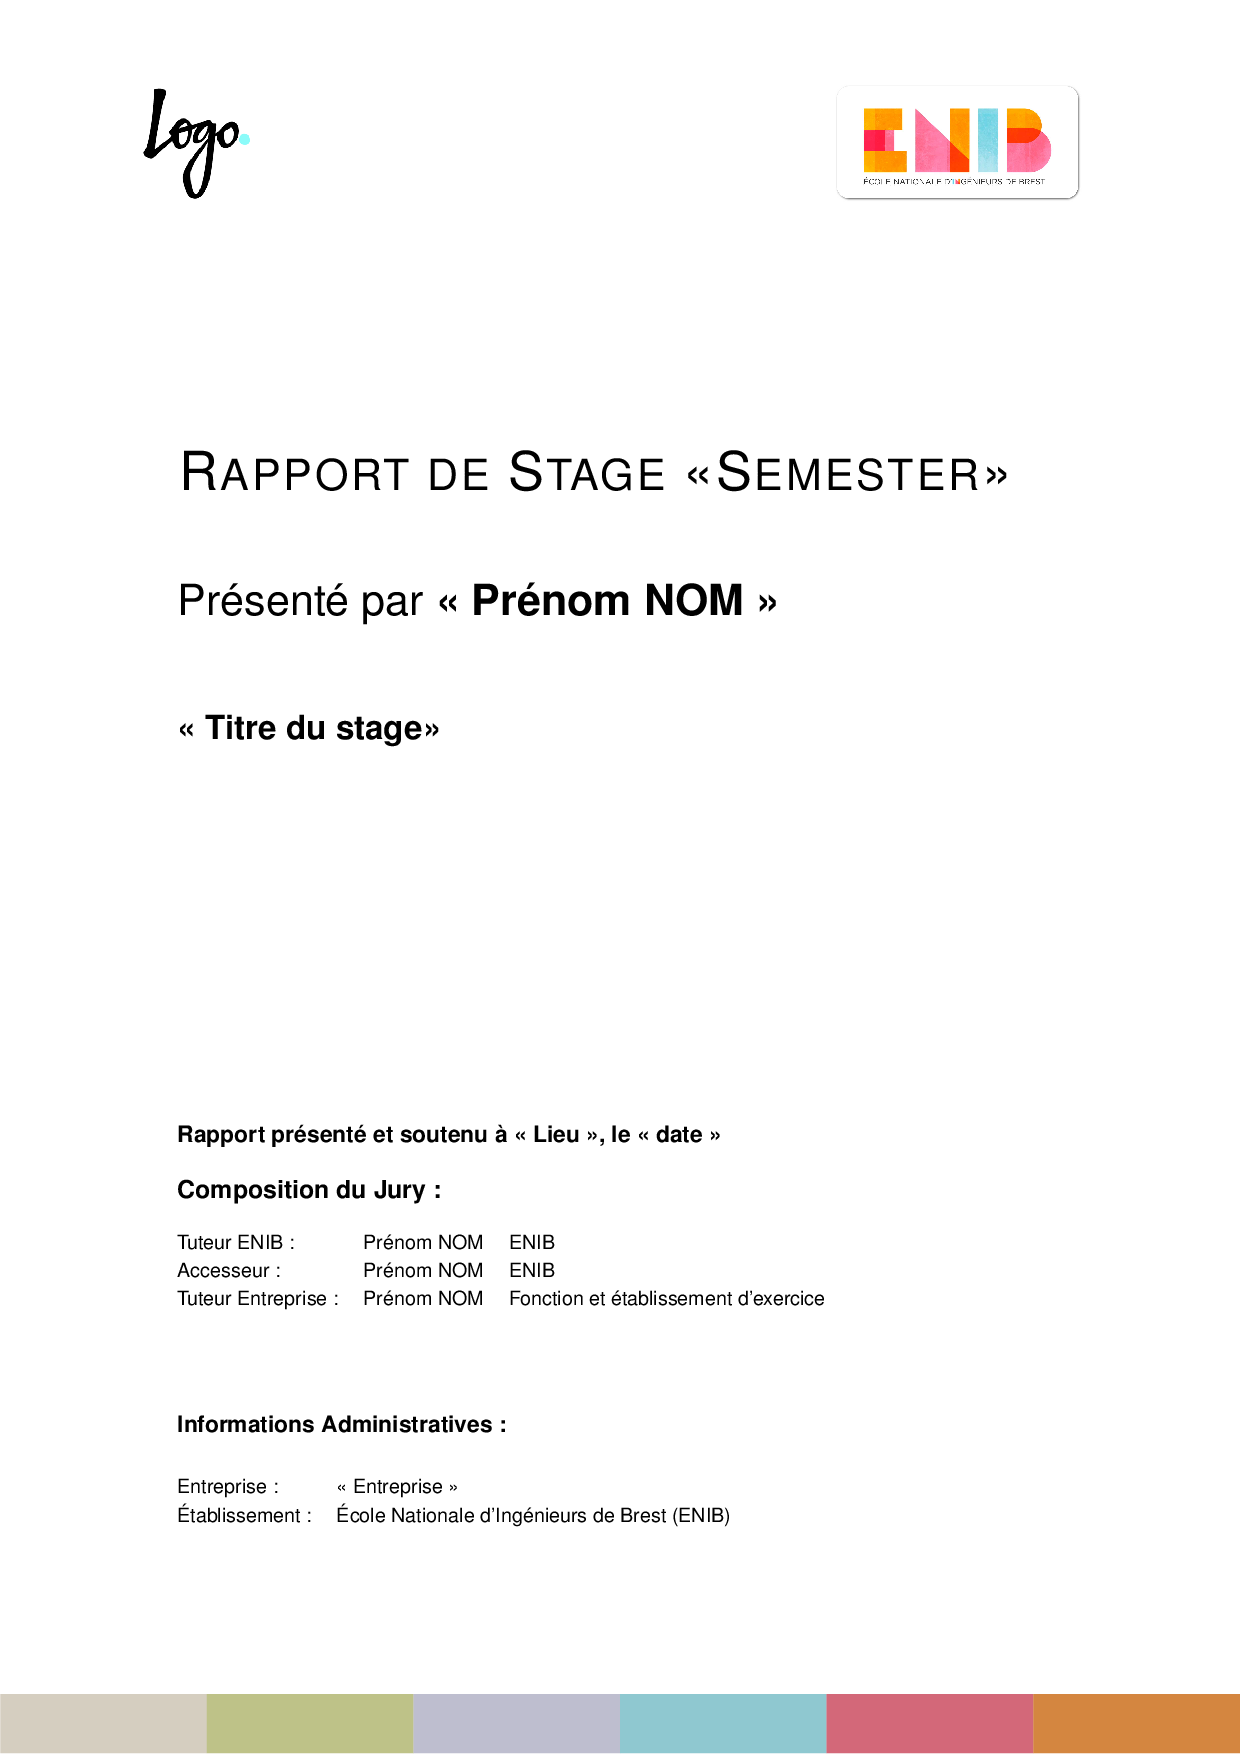 Logo.
ENIB
ÉCOLE NATIONALE D'INGÉNIEURS DE BREST
RAPPORT DE STAGE «SEMESTER»
Présenté par « Prénom NOM »
« Titre du stage»
Rapport présenté et soutenu à « Lieu », le « date »
Composition du Jury :
Tuteur ENIB : Prénom NOM ENIB
Accesseur : Prénom NOM ENIB
Tuteur Entreprise : Prénom NOM Fonction et établissement d'exercice
Informations Administratives :
Entreprise : « Entreprise »
Établissement : École Nationale d'Ingénieurs de Brest (ENIB)